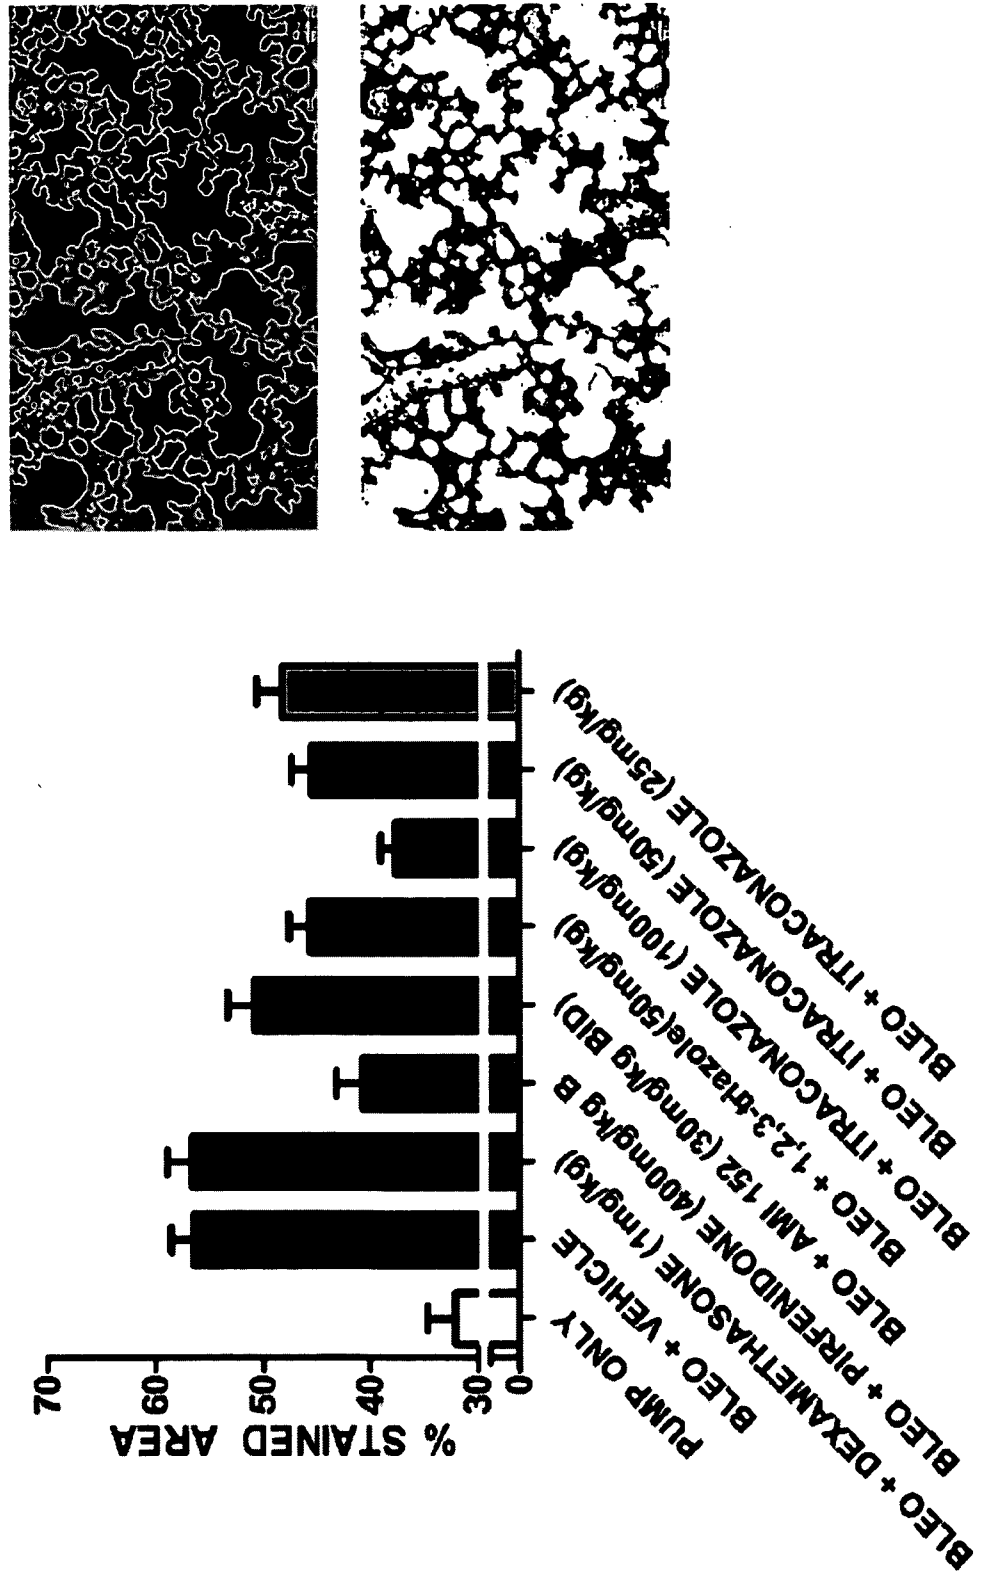 % STAINED AREA
70
60
50
40
30
0
PUMP ONLY
BLEO + VEHICLE
BLEO + DEXAMETHASONE (1mg/kg)
BLEO + PIRFENIDONE (400mg/kg B
BLEO + AMI 152 (30mg/kg BID)
BLEO + 1,2,3-triazole(50mg/kg)
BLEO + ITRACONAZOLE (100mg/kg)
BLEO + ITRACONAZOLE (50mg/kg)
BLEO + ITRACONAZOLE (25mg/kg)